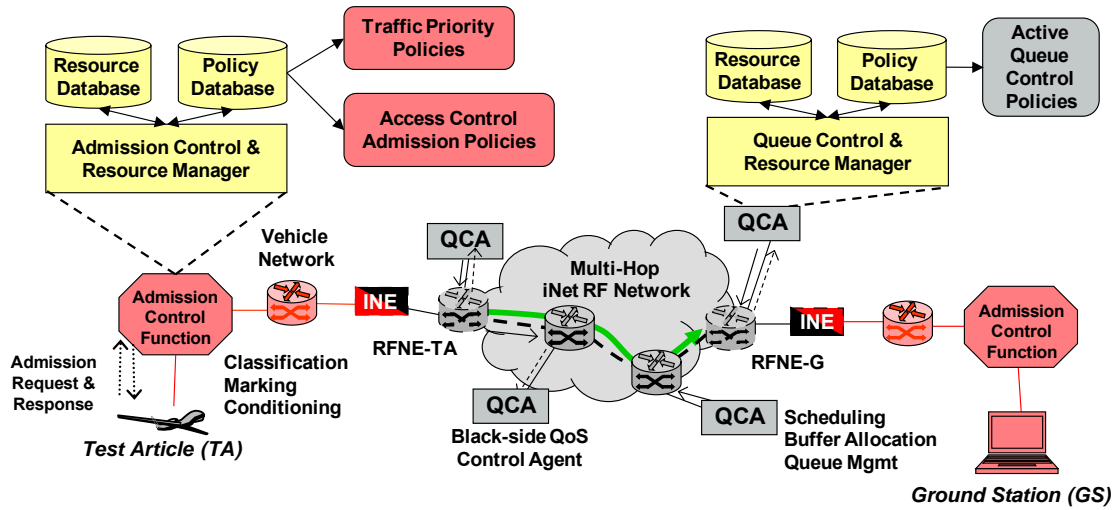 Resource
Database
Policy
Database
Traffic Priority
Policies
Access Control
Admission Policies
Admission Control &
Resource Manager
Resource
Database
Policy
Database
Active
Queue
Control
Policies
Queue Control &
Resource Manager
QCA
QCA
Vehicle
Network
Multi-Hop
iNet RF Network
Admission
Control
Function
INE
RFNE-TA
RFNE-G
INE
Admission
Control
Function
Admission
Request &
Response
Classification
Marking
Conditioning
QCA
Black-side QoS
Control Agent
QCA
Scheduling
Buffer Allocation
Queue Mgmt
Test Article (TA)
Ground Station (GS)